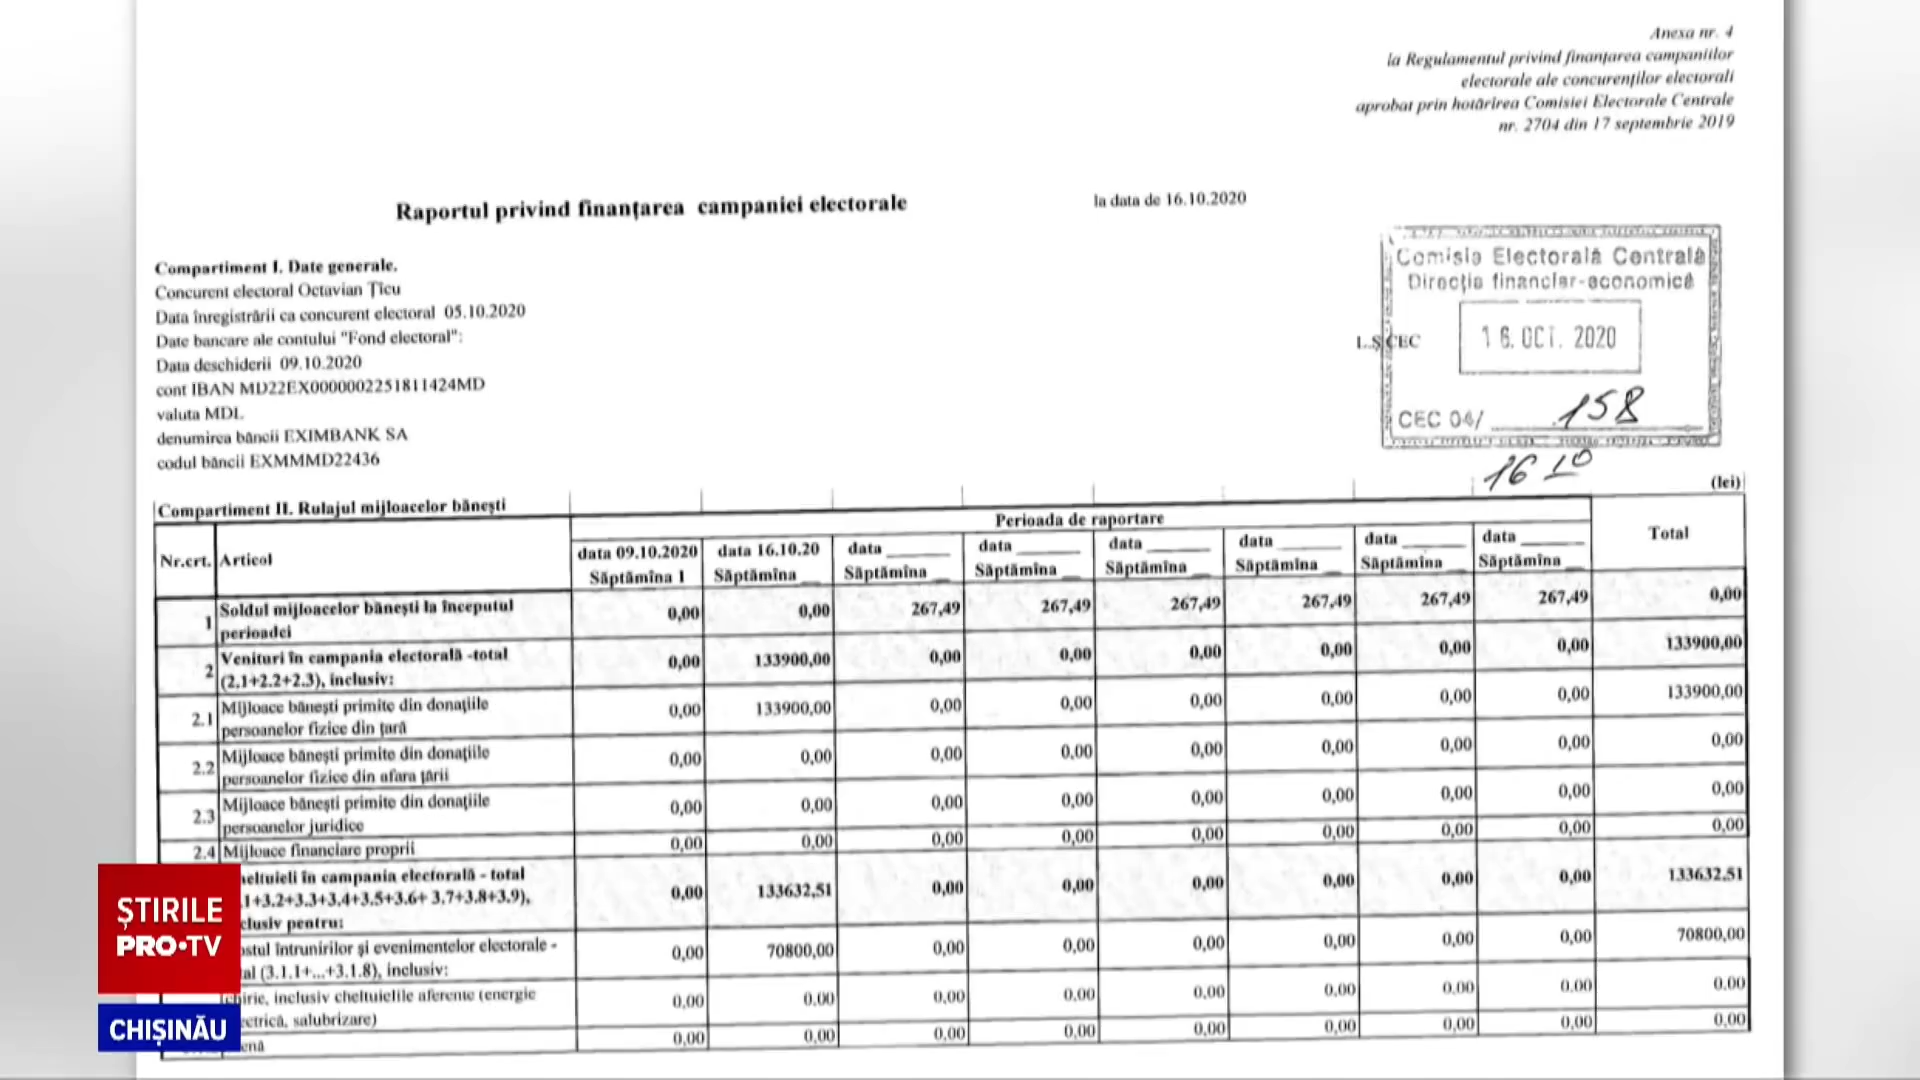 Anexa nr. 4
la Regulamentul privind finanțarea campaniilor
electorale ale concurenților electorali
aprobat prin hotărîrea Comisiei Electorale Centrale
nr. 2704 din 17 septembrie 2019
Raportul privind finanțarea campaniei electorale
la data de 16.10.2020
Comisia Electorală Centrală
Direcția financiar-economică
L.Ș CEC
16. OCT. 2020
CEC 04/ 158
16 10
Compartiment I. Date generale.
Concurent electoral Octavian Țîcu
Data înregistrării ca concurent electoral 05.10.2020
Date bancare ale contului "Fond electoral":
Data deschiderii 09.10.2020
cont IBAN MD22EX0000002251811424MD
valuta MDL
denumirea băncii EXIMBANK SA
codul băncii EXMMMD22436
(lei)
Compartiment II. Rulajul mijloacelor bănești
Perioada de raportare
Nr.crt. Articol data 09.10.2020 data 16.10.20 data ______ data ______ data ______ data ______ data ______ data ______ Total
Săptămîna 1 Săptămîna __ Săptămîna __ Săptămîna __ Săptămîna __ Săptămîna __ Săptămîna __ Săptămîna __
1 Soldul mijloacelor bănești la începutul 0,00 0,00 267,49 267,49 267,49 267,49 267,49 267,49 0,00
perioadei
2 Venituri în campania electorală -total 0,00 133900,00 0,00 0,00 0,00 0,00 0,00 0,00 133900,00
(2.1+2.2+2.3), inclusiv:
2.1 Mijloace bănești primite din donațiile 0,00 133900,00 0,00 0,00 0,00 0,00 0,00 0,00 133900,00
persoanelor fizice din țară
2.2 Mijloace bănești primite din donațiile 0,00 0,00 0,00 0,00 0,00 0,00 0,00 0,00 0,00
persoanelor fizice din afara țării
2.3 Mijloace bănești primite din donațiile 0,00 0,00 0,00 0,00 0,00 0,00 0,00 0,00 0,00
persoanelor juridice
2.4 Mijloace financiare proprii 0,00 0,00 0,00 0,00 0,00 0,00 0,00 0,00 0,00
heltuieli în campania electorală - total 0,00 133632,51 0,00 0,00 0,00 0,00 0,00 0,00 133632,51
.1+3.2+3.3+3.4+3.5+3.6+ 3.7+3.8+3.9),
clusiv pentru:
ostul întrunirilor și evenimentelor electorale - 0,00 70800,00 0,00 0,00 0,00 0,00 0,00 0,00 70800,00
al (3.1.1+...+3.1.8), inclusiv:
chirie, inclusiv cheltuielile aferente (energie 0,00 0,00 0,00 0,00 0,00 0,00 0,00 0,00 0,00
ectrică, salubrizare)
enă 0,00 0,00 0,00 0,00 0,00 0,00 0,00 0,00 0,00
ȘTIRILE
PRO•TV
CHIȘINĂU